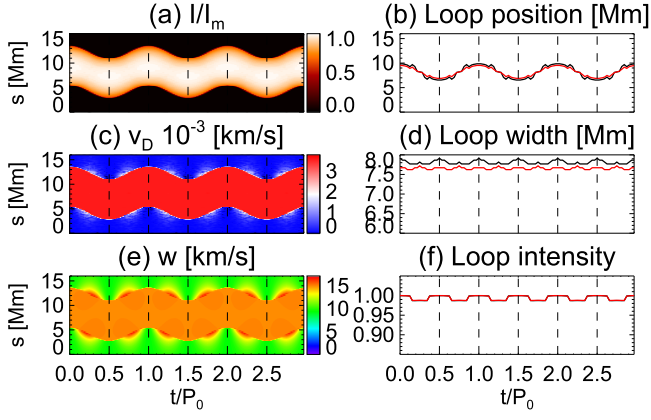 (a) I/Im
(b) Loop position [Mm]
s [Mm]
15
10
5
0
1.0
0.5
0.0
15
10
5
0
(c) vD 10-3 [km/s]
(d) Loop width [Mm]
s [Mm]
15
10
5
0
3
2
1
0
8.0
7.5
7.0
6.5
6.0
(e) w [km/s]
(f) Loop intensity
s [Mm]
15
10
5
0
15
10
5
0
1.00
0.95
0.90
0.0 0.5 1.0 1.5 2.0 2.5
0.0 0.5 1.0 1.5 2.0 2.5
t/P0
t/P0